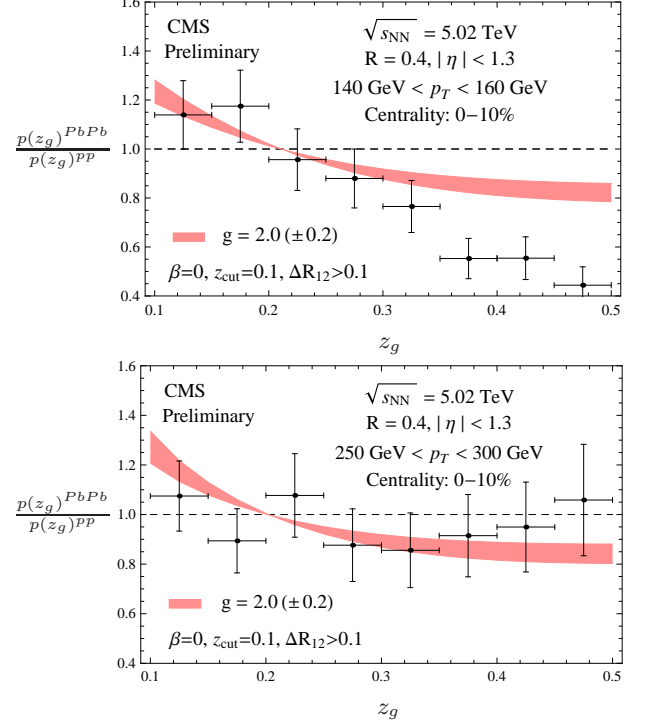 1.6
1.4
1.2
1.0
0.8
0.6
0.4
CMS
Preliminary
√sNN = 5.02 TeV
R = 0.4, | η | < 1.3
140 GeV < pT < 160 GeV
Centrality: 0–10%
p(zg)^PbPb
p(zg)^pp
g = 2.0 (±0.2)
β=0, zcut=0.1, ΔR12>0.1
0.1 0.2 0.3 0.4 0.5
zg
1.6
1.4
1.2
1.0
0.8
0.6
0.4
CMS
Preliminary
√sNN = 5.02 TeV
R = 0.4, | η | < 1.3
250 GeV < pT < 300 GeV
Centrality: 0–10%
p(zg)^PbPb
p(zg)^pp
g = 2.0 (±0.2)
β=0, zcut=0.1, ΔR12>0.1
0.1 0.2 0.3 0.4 0.5
zg